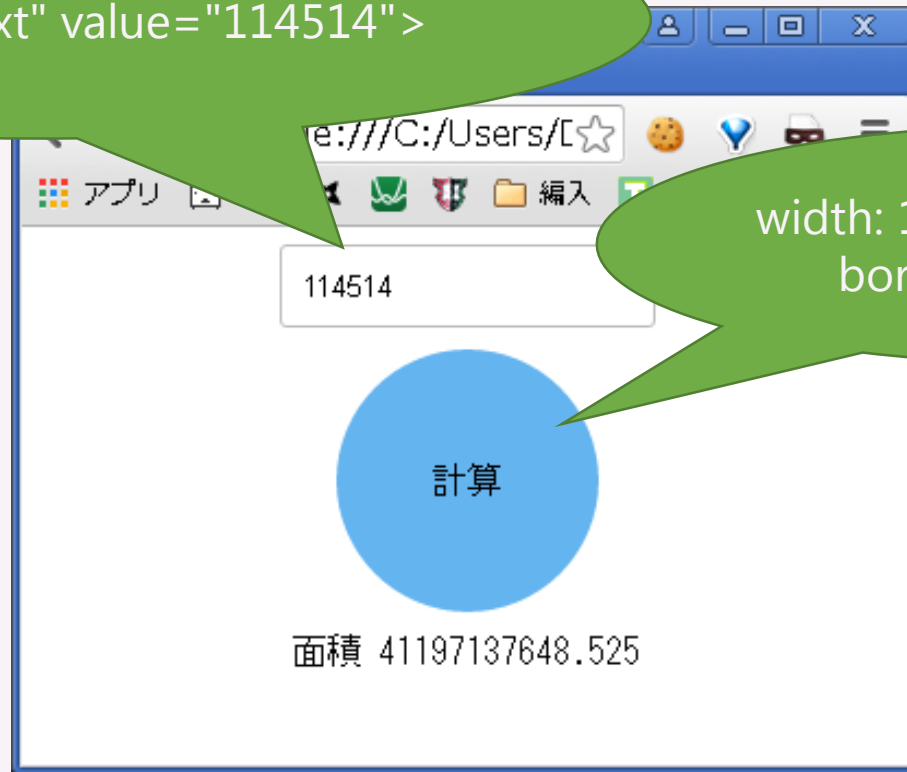 xt" value="114514">
e:///C:/Users/D
アプリ 編入
width: 1
bor
114514
計算
面積 41197137648.525